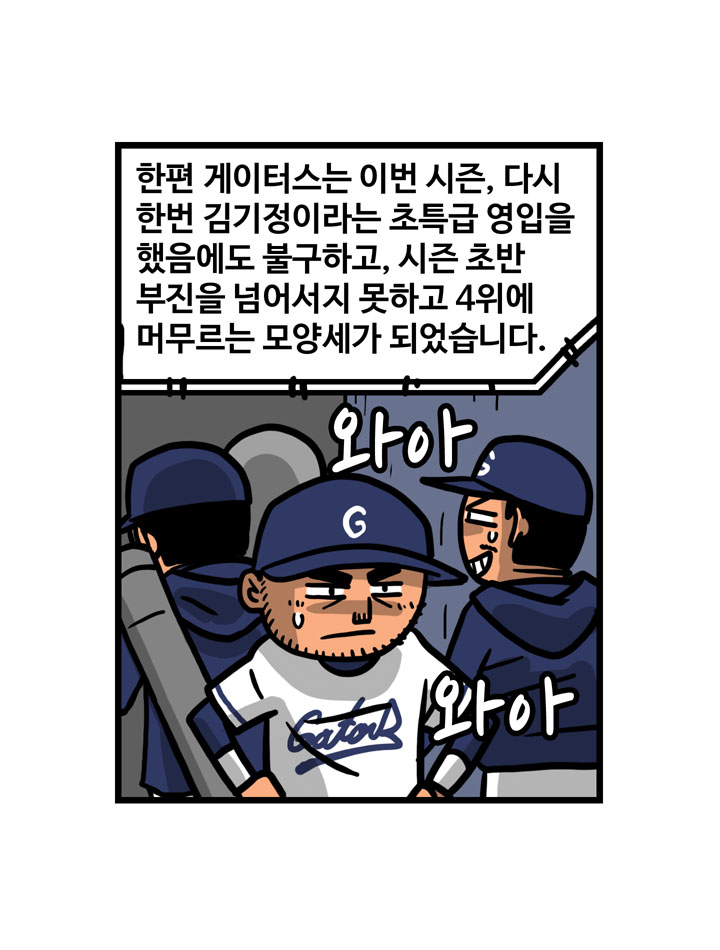 한편 게이터스는 이번 시즌, 다시
한번 김기정이라는 초특급 영입을
했음에도 불구하고, 시즌 초반
부진을 넘어서지 못하고 4위에
머무르는 모양세가 되었습니다.
와아
G
G
Gators
와아